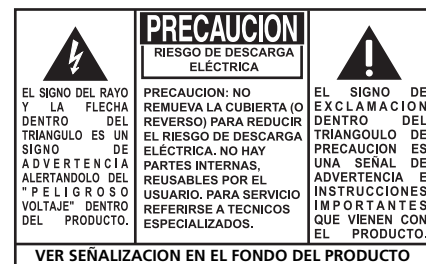 EL SIGNO DEL RAYO
Y LA FLECHA
DENTRO DEL
TRIANGULO ES UN
SIGNO DE
ADVERTENCIA
ALERTANDOLO DEL
"PELIGROSO
VOLTAJE" DENTRO
DEL PRODUCTO.
PRECAUCION
RIESGO DE DESCARGA
ELÉCTRICA
PRECAUCION: NO
REMUEVA LA CUBIERTA (O
REVERSO) PARA REDUCIR
EL RIESGO DE DESCARGA
ELÉCTRICA. NO HAY
PARTES INTERNAS,
REUSABLES POR EL
USUARIO. PARA SERVICIO
REFERIRSE A TECNICOS
ESPECIALIZADOS.
EL SIGNO DE
EXCLAMACION
DENTRO DEL
TRIANGOULO DE
PRECAUCION ES
UNA SEÑAL DE
ADVERTENCIA E
INSTRUCCIONES
IMPORTANTES
QUE VIENEN CON
EL PRODUCTO.
VER SEÑALIZACION EN EL FONDO DEL PRODUCTO